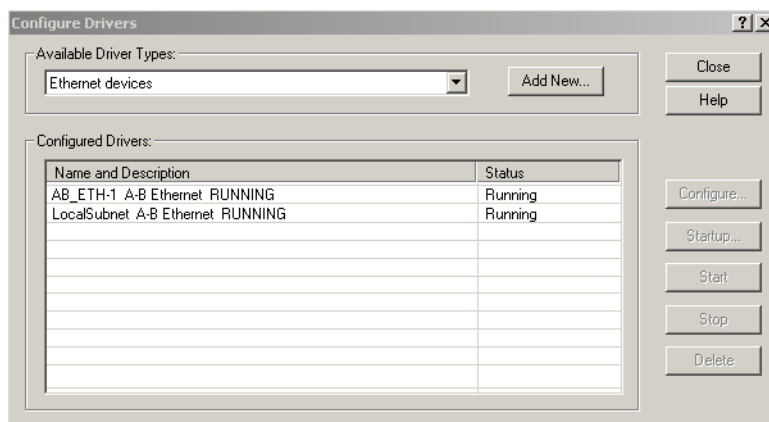 Configure Drivers
Available Driver Types:
Ethernet devices
Add New...
Close
Help
Configured Drivers:
Name and Description Status
AB_ETH-1 A-B Ethernet RUNNING Running
LocalSubnet A-B Ethernet RUNNING Running
Configure...
Startup...
Start
Stop
Delete